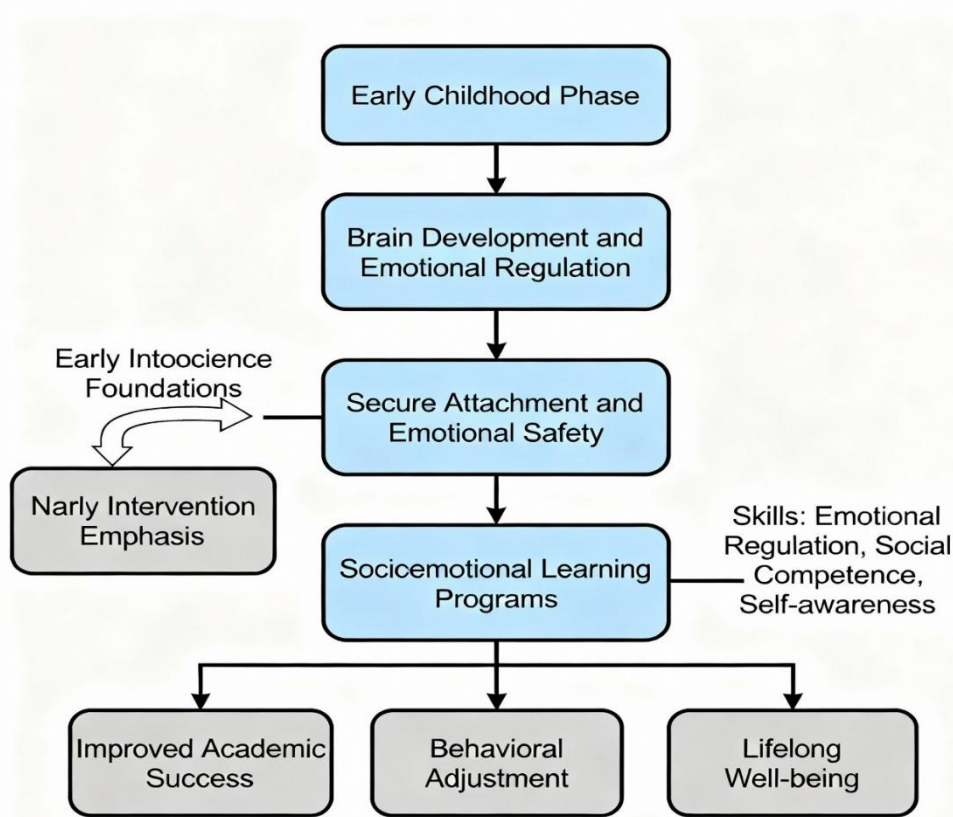 Early Childhood Phase
Brain Development and
Emotional Regulation
Early Intoocience
Foundations
Secure Attachment and
Emotional Safety
Narly Intervention
Emphasis
Skills: Emotional
Regulation, Social
Competence,
Self-awareness
Socicemotional Learning
Programs
Improved Academic
Success
Behavioral
Adjustment
Lifelong
Well-being